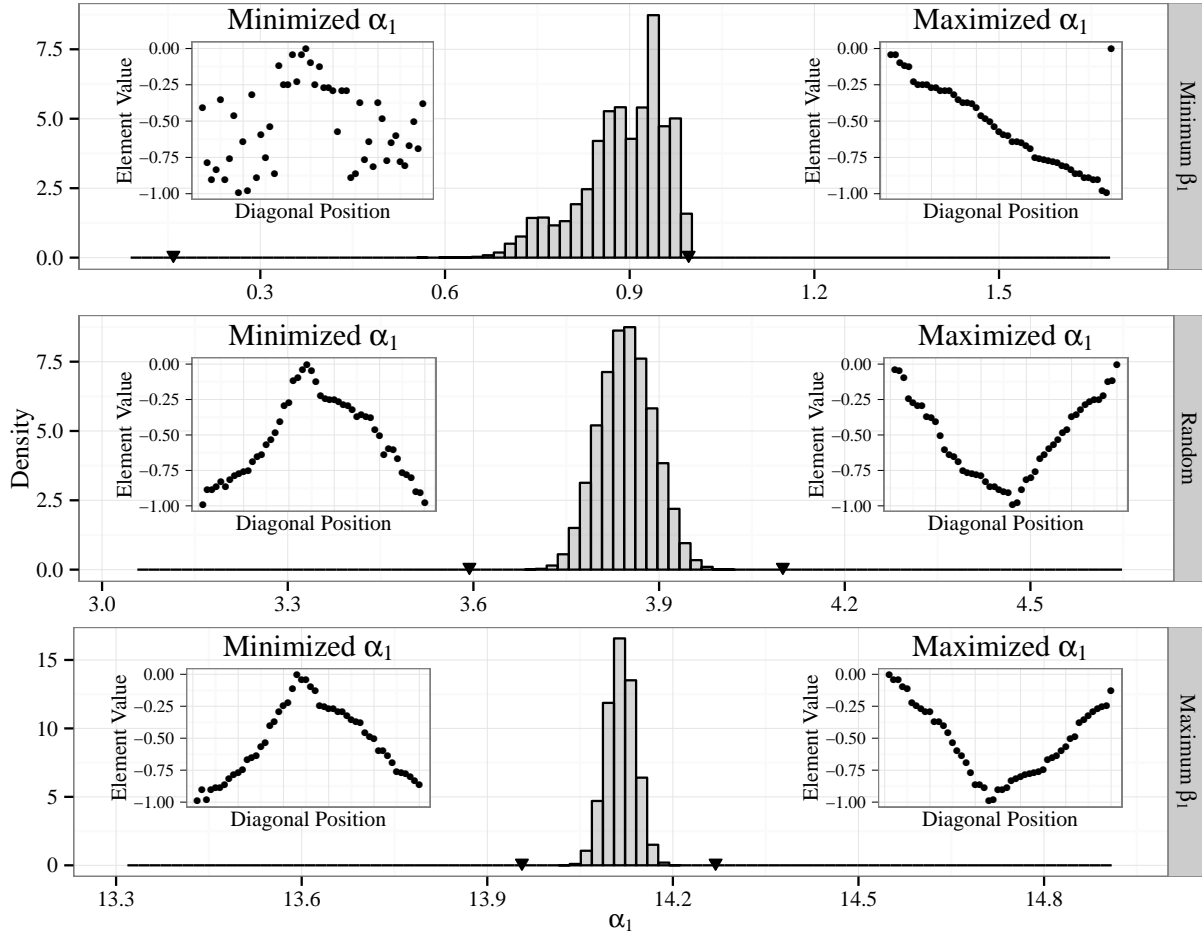 Minimized α₁
Maximized α₁
0.00
−0.25
−0.50
−0.75
−1.00
Element Value
Diagonal Position
0.00
−0.25
−0.50
−0.75
−1.00
Element Value
Diagonal Position
7.5
5.0
2.5
0.0
0.3 0.6 0.9 1.2 1.5
Minimum β₁
Minimized α₁
Maximized α₁
0.00
−0.25
−0.50
−0.75
−1.00
Element Value
Diagonal Position
0.00
−0.25
−0.50
−0.75
−1.00
Element Value
Diagonal Position
7.5
5.0
2.5
0.0
3.0 3.3 3.6 3.9 4.2 4.5
Random
Density
Minimized α₁
Maximized α₁
0.00
−0.25
−0.50
−0.75
−1.00
Element Value
Diagonal Position
0.00
−0.25
−0.50
−0.75
−1.00
Element Value
Diagonal Position
15
10
5
0
13.3 13.6 13.9 14.2 14.5 14.8
Maximum β₁
α₁